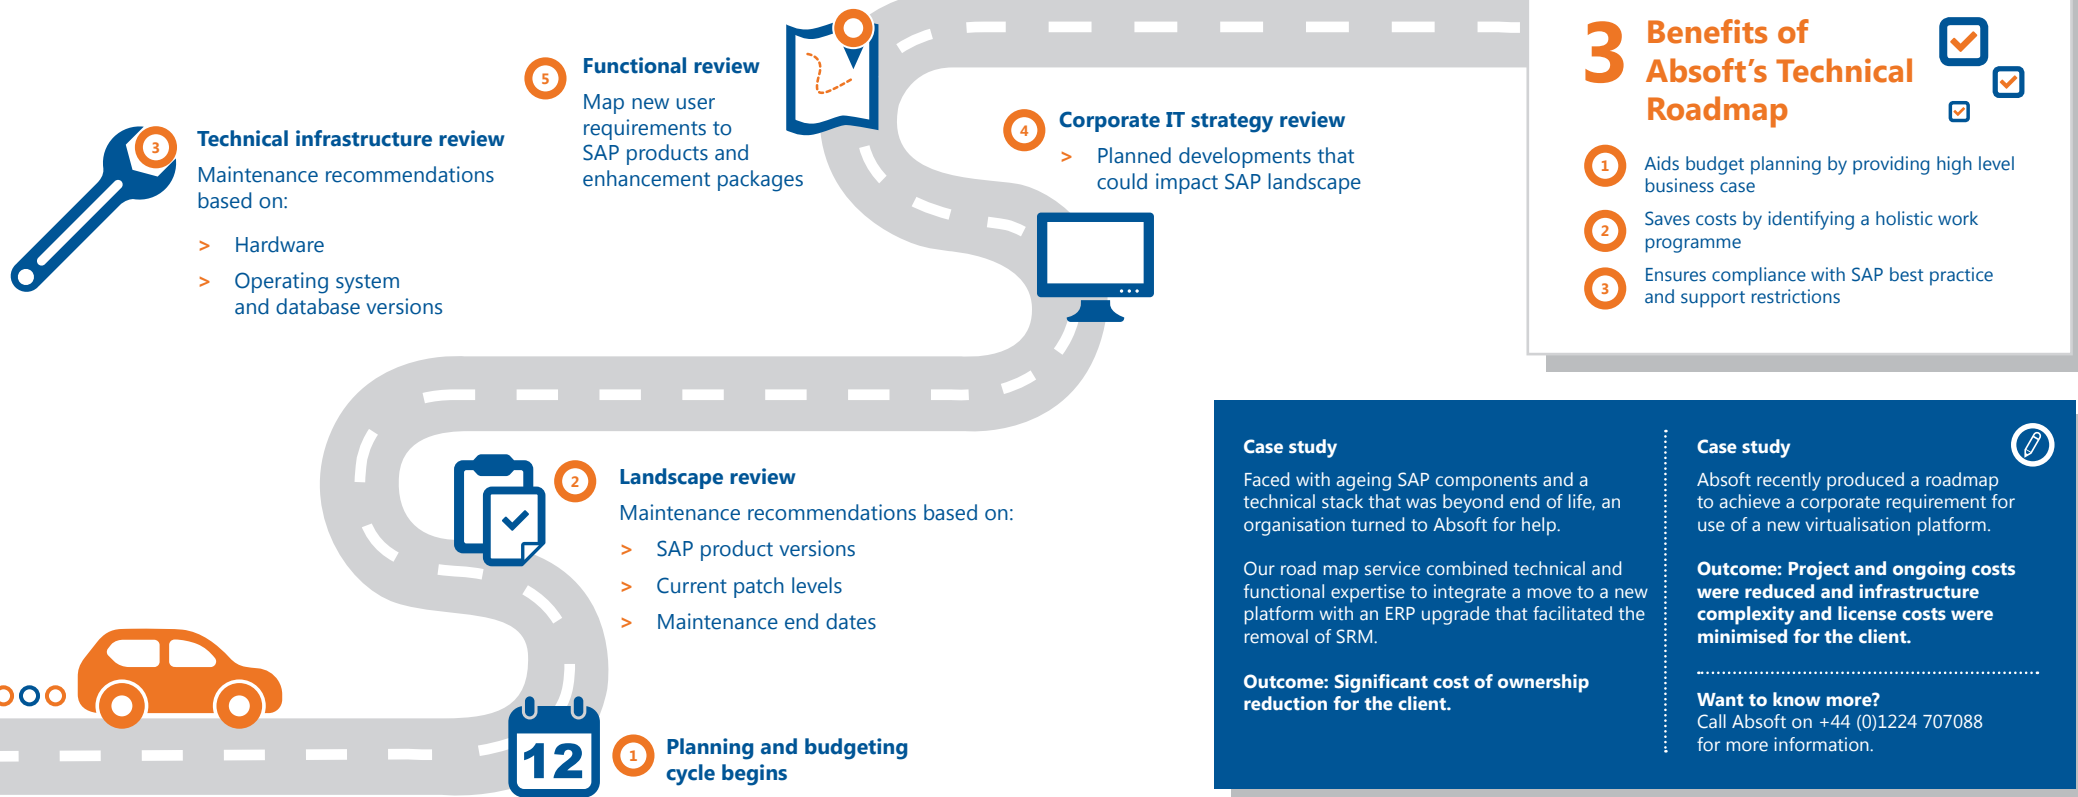 5
Functional review
Map new user
requirements to
SAP products and
enhancement packages
3
Technical infrastructure review
Maintenance recommendations
based on:
> Hardware
> Operating system
and database versions
4
Corporate IT strategy review
> Planned developments that
could impact SAP landscape
2
Landscape review
Maintenance recommendations based on:
> SAP product versions
> Current patch levels
> Maintenance end dates
12
1
Planning and budgeting
cycle begins
3
Benefits of
Absoft’s Technical
Roadmap
1
Aids budget planning by providing high level
business case
2
Saves costs by identifying a holistic work
programme
3
Ensures compliance with SAP best practice
and support restrictions
Case study
Faced with ageing SAP components and a
technical stack that was beyond end of life, an
organisation turned to Absoft for help.
Our road map service combined technical and
functional expertise to integrate a move to a new
platform with an ERP upgrade that facilitated the
removal of SRM.
Outcome: Significant cost of ownership
reduction for the client.
Case study
Absoft recently produced a roadmap
to achieve a corporate requirement for
use of a new virtualisation platform.
Outcome: Project and ongoing costs
were reduced and infrastructure
complexity and license costs were
minimised for the client.
Want to know more?
Call Absoft on +44 (0)1224 707088
for more information.